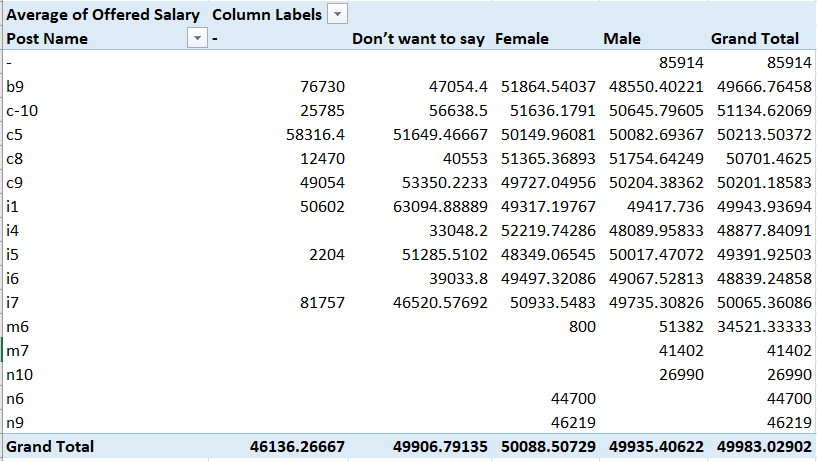 Average of Offered Salary Column Labels
Post Name - Don't want to say Female Male Grand Total
- 85914 85914
b9 76730 47054.4 51864.54037 48550.40221 49666.76458
c-10 25785 56638.5 51636.1791 50645.79605 51134.62069
c5 58316.4 51649.46667 50149.96081 50082.69367 50213.50372
c8 12470 40553 51365.36893 51754.64249 50701.4625
c9 49054 53350.2233 49727.04956 50204.38362 50201.18583
i1 50602 63094.88889 49317.19767 49417.736 49943.93694
i4 33048.2 52219.74286 48089.95833 48877.84091
i5 2204 51285.5102 48349.06545 50017.47072 49391.92503
i6 39033.8 49497.32086 49067.52813 48839.24858
i7 81757 46520.57692 50933.5483 49735.30826 50065.36086
m6 800 51382 34521.33333
m7 41402 41402
n10 26990 26990
n6 44700 44700
n9 46219 46219
Grand Total 46136.26667 49906.79135 50088.50729 49935.40622 49983.02902